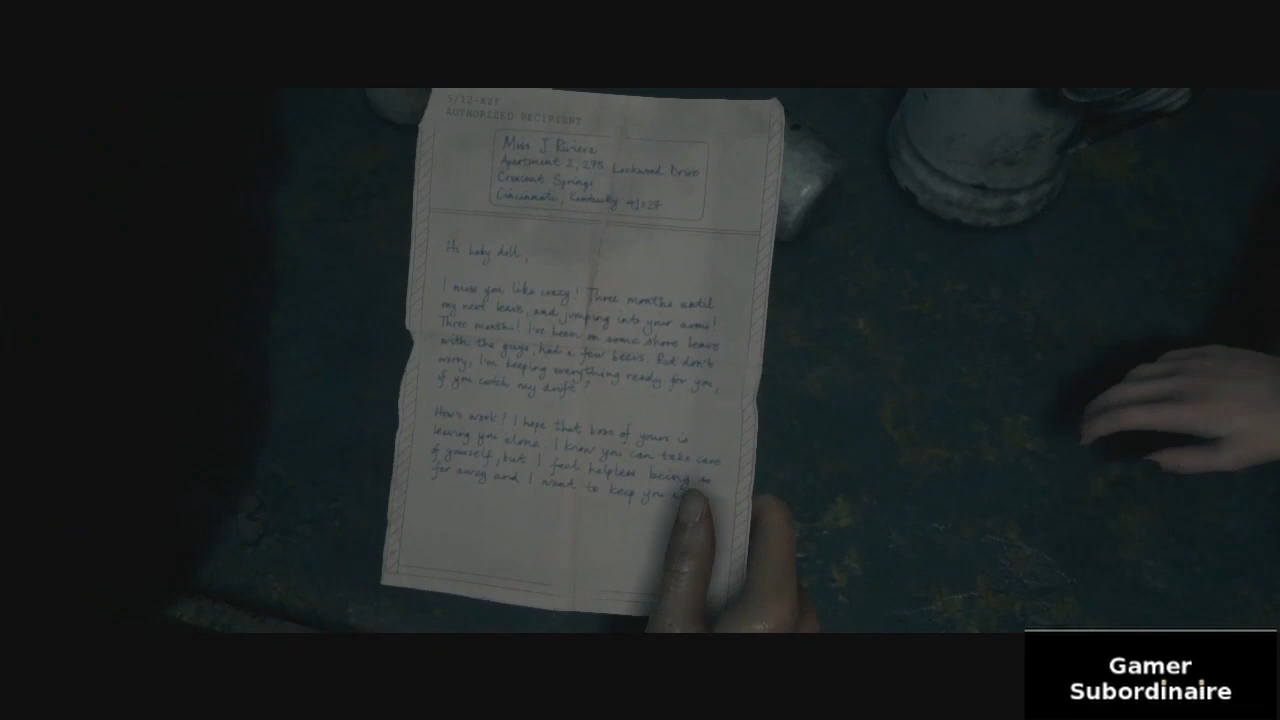 AUTHORIZED RECIPIENT
Miss J. Riviera
Apartment 2, 275 Lockwood Drive
Crescent Springs
Cincinnati, Kentucky
Hi baby doll,
I miss you like crazy! Three months until
my next leave, and jumping into your arms!
Three months! I've been on some shore leave
with the guys, had a few beers. But don't
worry, I'm keeping everything ready for you,
if you catch my drift?
How's work? I hope that boss of yours is
leaving you alone. I know you can take care
of yourself, but I feel helpless being so
far away and I want to keep you
Gamer
Subordinaire